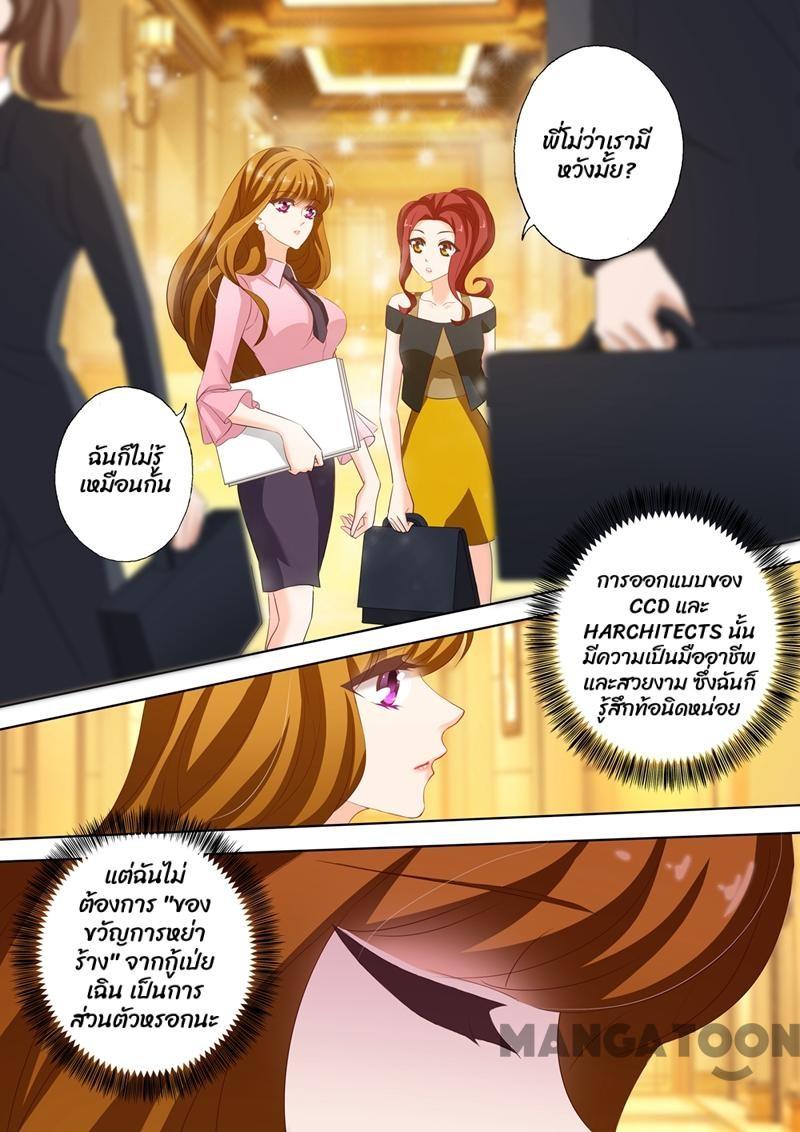 พี่โม่ว่าเรามี
หวังมั้ย?
ฉันก็ไม่รู้
เหมือนกัน
การออกแบบของ
CCD และ
HARCHITECTS นั้น
มีความเป็นมืออาชีพ
และสวยงาม ซึ่งฉันก็
รู้สึกท้อนิดหน่อย
แต่ฉันไม่
ต้องการ "ของ
ขวัญการหย่า
ร้าง" จากกู้เป่ย
เฉิน เป็นการ
ส่วนตัวหรอกนะ
MANGATOON